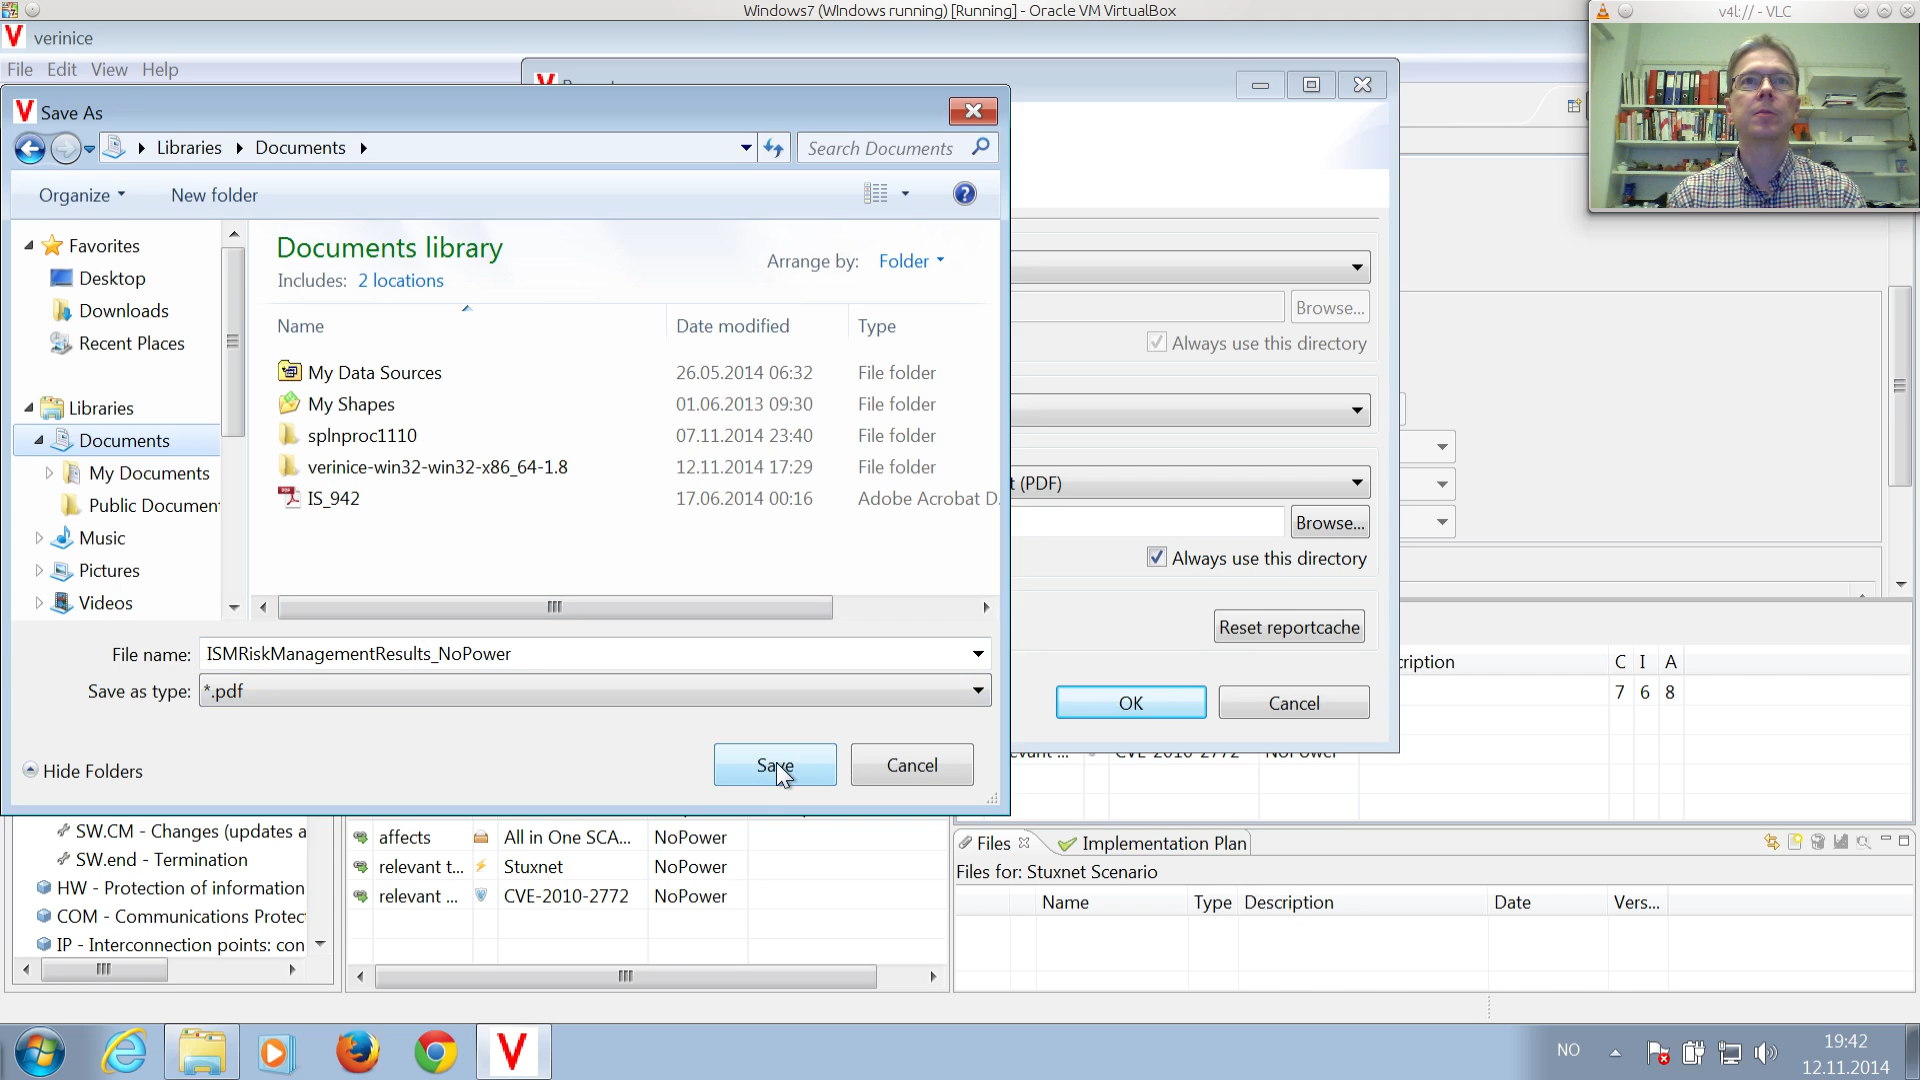 Windows7 (Windows running) [Running] - Oracle VM VirtualBox
v4l:// - VLC
verinice
File Edit View Help
Save As
Libraries Documents
Search Documents
Organize New folder
Favorites
Desktop
Downloads
Recent Places
Libraries
Documents
My Documents
Public Documen
Music
Pictures
Videos
Documents library
Includes: 2 locations
Arrange by: Folder
Name Date modified Type
My Data Sources 26.05.2014 06:32 File folder
My Shapes 01.06.2013 09:30 File folder
splnproc1110 07.11.2014 23:40 File folder
verinice-win32-win32-x86_64-1.8 12.11.2014 17:29 File folder
IS_942 17.06.2014 00:16 Adobe Acrobat D
File name: ISMRiskManagementResults_NoPower
Save as type: *.pdf
Hide Folders
Save Cancel
Browse...
Always use this directory
t (PDF)
Browse...
Always use this directory
Reset reportcache
OK Cancel
cription C I A
7 6 8
CVE-2010-2772 NoPower
SW.CM - Changes (updates a
SW.end - Termination
HW - Protection of information
COM - Communications Protec
IP - Interconnection points: con
affects All in One SCA... NoPower
relevant t... Stuxnet NoPower
relevant ... CVE-2010-2772 NoPower
Files Implementation Plan
Files for: Stuxnet Scenario
Name Type Description Date Vers...
NO
19:42
12.11.2014